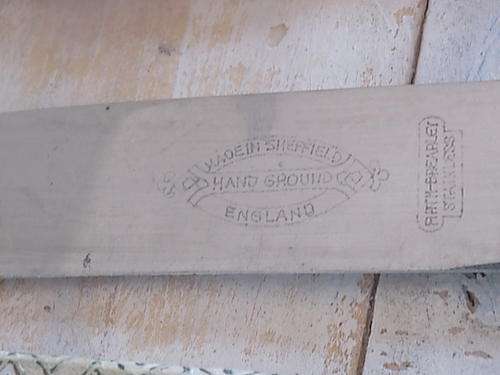 MADE IN SHEFFIELD
HAND GROUND
ENGLAND
FIRTH-BREARLEY
STAINLESS